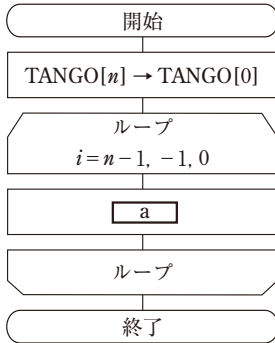 開始
TANGO[n] → TANGO[0]
ループ
i=n−1, −1, 0
a
ループ
終了